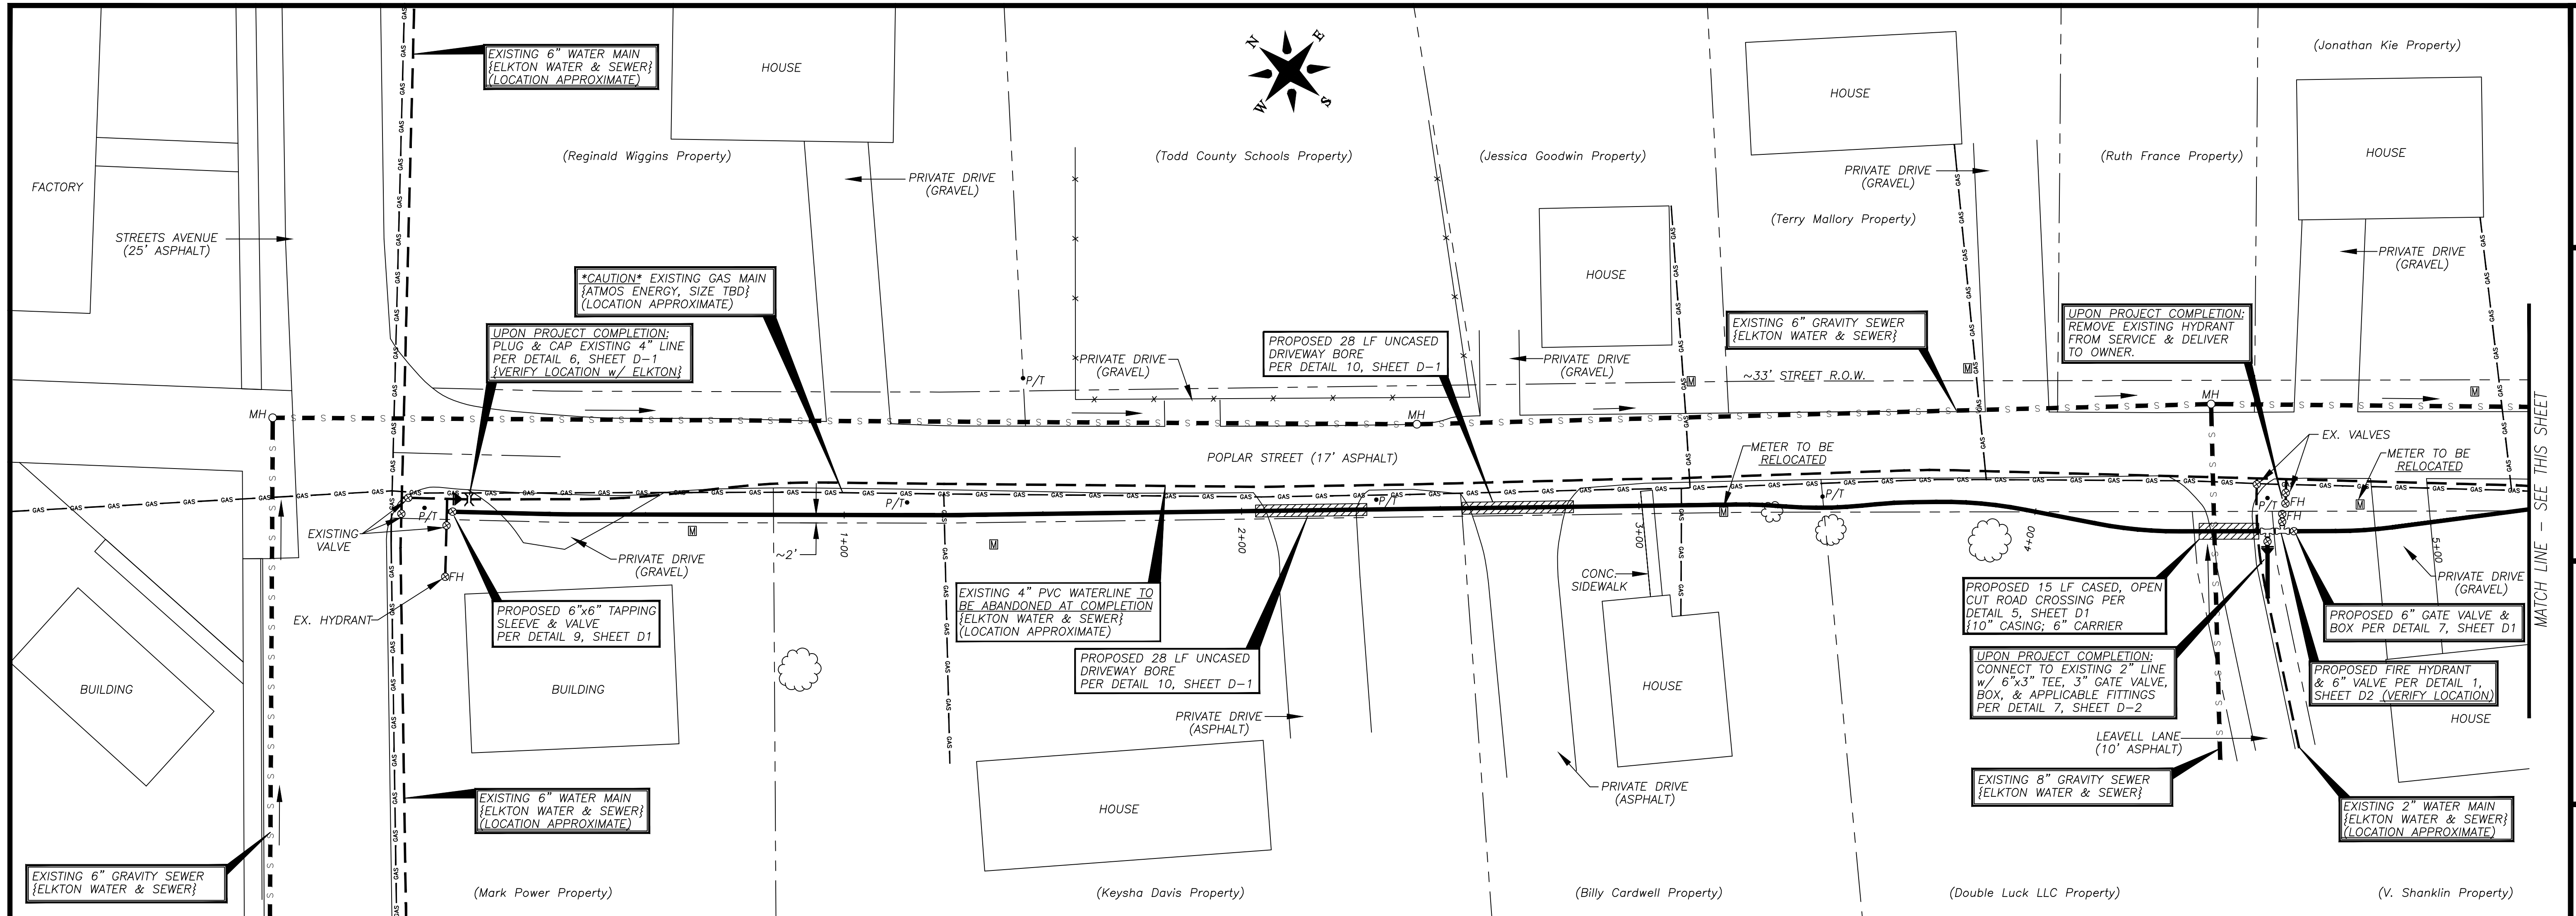 EXISTING 6" WATER MAIN
{ELKTON WATER & SEWER}
(LOCATION APPROXIMATE)
HOUSE
N
E
W
S
HOUSE
(Jonathan Kie Property)
HOUSE
FACTORY
(Reginald Wiggins Property)
(Todd County Schools Property)
(Jessica Goodwin Property)
(Ruth France Property)
PRIVATE DRIVE
(GRAVEL)
PRIVATE DRIVE
(GRAVEL)
(Terry Mallory Property)
STREETS AVENUE
(25' ASPHALT)
PRIVATE DRIVE
(GRAVEL)
HOUSE
*CAUTION* EXISTING GAS MAIN
{ATMOS ENERGY, SIZE TBD}
(LOCATION APPROXIMATE)
UPON PROJECT COMPLETION:
PLUG & CAP EXISTING 4" LINE
PER DETAIL 6, SHEET D-1
{VERIFY LOCATION w/ ELKTON}
PROPOSED 28 LF UNCASED
DRIVEWAY BORE
PER DETAIL 10, SHEET D-1
EXISTING 6" GRAVITY SEWER
{ELKTON WATER & SEWER}
UPON PROJECT COMPLETION:
REMOVE EXISTING HYDRANT
FROM SERVICE & DELIVER
TO OWNER.
PRIVATE DRIVE
(GRAVEL)
PRIVATE DRIVE
(GRAVEL)
P/T
M
~33' STREET R.O.W.
M
M
MH
MH
MH
POPLAR STREET (17' ASPHALT)
METER TO BE
RELOCATED
EX. VALVES
METER TO BE
RELOCATED
MATCH LINE - SEE THIS SHEET
GAS
S
P/T
P/T
P/T
P/T
P/T
FH
FH
M
M
M
M
EXISTING
VALVE
~2'
1+00
2+00
3+00
4+00
5+00
PRIVATE DRIVE
(GRAVEL)
FH
EX. HYDRANT
PROPOSED 6"x6" TAPPING
SLEEVE & VALVE
PER DETAIL 9, SHEET D1
EXISTING 4" PVC WATERLINE TO
BE ABANDONED AT COMPLETION
{ELKTON WATER & SEWER}
(LOCATION APPROXIMATE)
CONC.
SIDEWALK
PROPOSED 15 LF CASED, OPEN
CUT ROAD CROSSING PER
DETAIL 5, SHEET D1
{10" CASING; 6" CARRIER
PRIVATE DRIVE
(GRAVEL)
PROPOSED 6" GATE VALVE &
BOX PER DETAIL 7, SHEET D1
PROPOSED 28 LF UNCASED
DRIVEWAY BORE
PER DETAIL 10, SHEET D-1
UPON PROJECT COMPLETION:
CONNECT TO EXISTING 2" LINE
w/ 6"x3" TEE, 3" GATE VALVE,
BOX, & APPLICABLE FITTINGS
PER DETAIL 7, SHEET D-2
PROPOSED FIRE HYDRANT
& 6" VALVE PER DETAIL 1,
SHEET D2 (VERIFY LOCATION)
BUILDING
BUILDING
HOUSE
HOUSE
PRIVATE DRIVE
(ASPHALT)
LEAVELL LANE
(10' ASPHALT)
EXISTING 6" WATER MAIN
{ELKTON WATER & SEWER}
(LOCATION APPROXIMATE)
HOUSE
PRIVATE DRIVE
(ASPHALT)
EXISTING 8" GRAVITY SEWER
{ELKTON WATER & SEWER}
EXISTING 2" WATER MAIN
{ELKTON WATER & SEWER}
(LOCATION APPROXIMATE)
EXISTING 6" GRAVITY SEWER
{ELKTON WATER & SEWER}
(Mark Power Property)
(Keysha Davis Property)
(Billy Cardwell Property)
(Double Luck LLC Property)
(V. Shanklin Property)